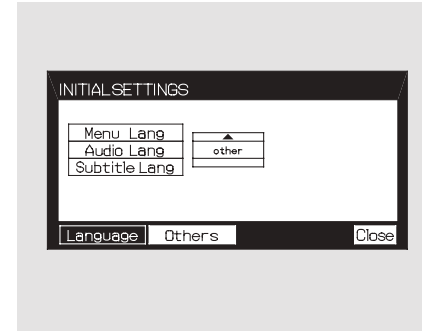 INITIAL SETTINGS
Menu Lang
Audio Lang
other
Subtitle Lang
Language Others Close